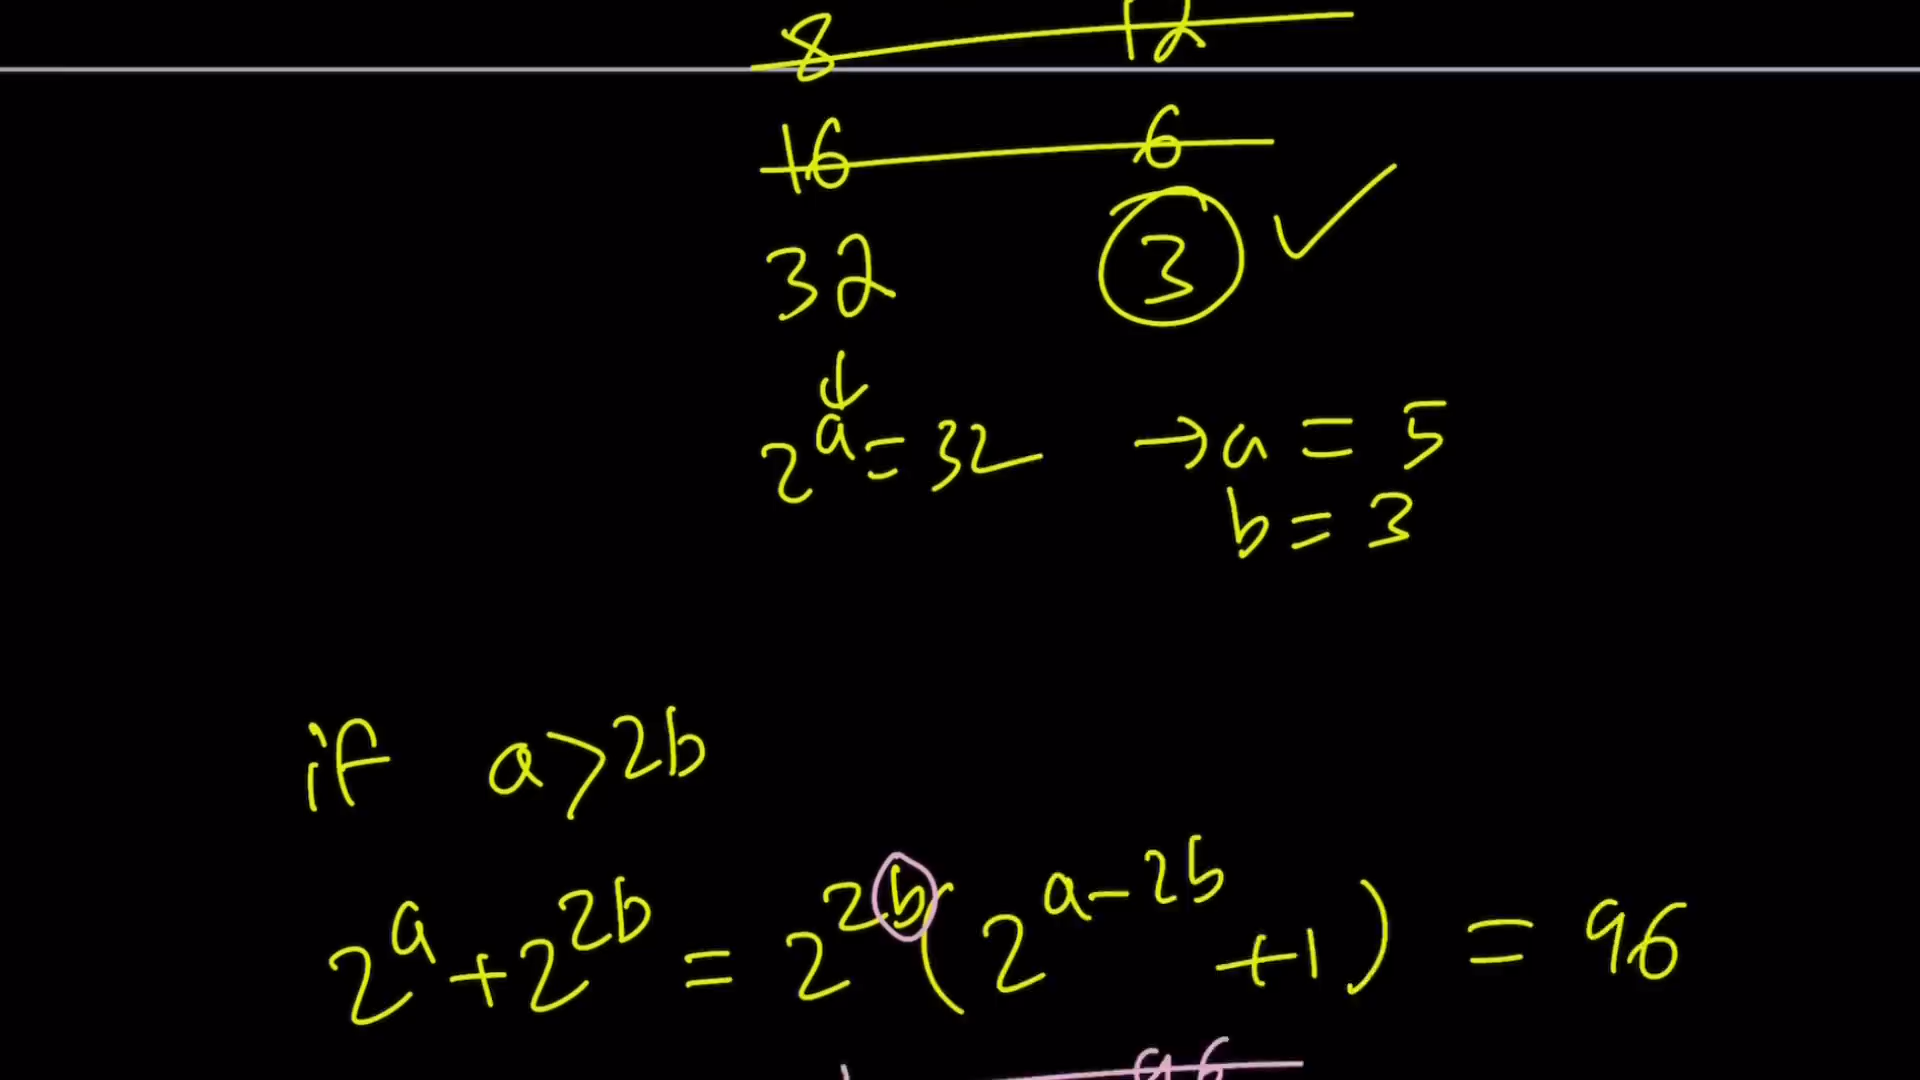 8 12
16 6
32 3 ✓
↓
2^a = 32 → a = 5
b = 3
if a > 2b
2^a + 2^2b = 2^2b ( 2^a-2b + 1 ) = 96
96